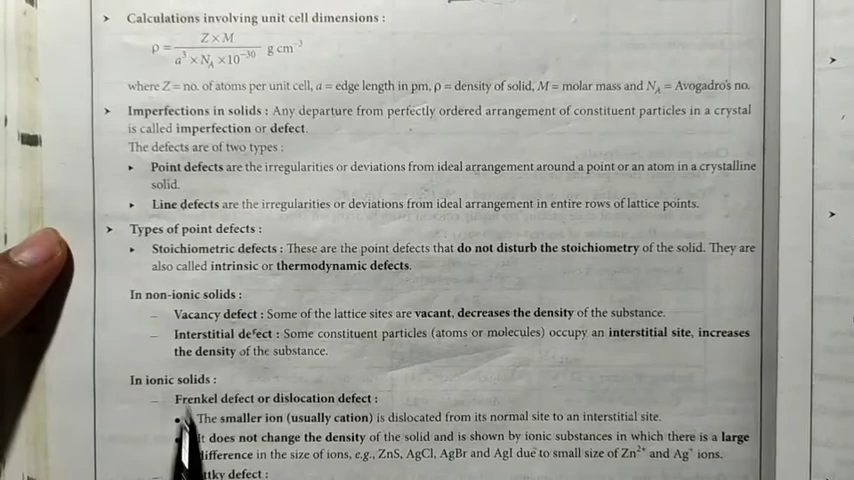 ➤ Calculations involving unit cell dimensions :
ρ = Z × M / a³ × N_A × 10⁻³⁰ g cm⁻³
where Z = no. of atoms per unit cell, a = edge length in pm, ρ = density of solid, M = molar mass and N_A = Avogadro's no.
➤ Imperfections in solids : Any departure from perfectly ordered arrangement of constituent particles in a crystal
is called imperfection or defect.
The defects are of two types :
▸ Point defects are the irregularities or deviations from ideal arrangement around a point or an atom in a crystalline
solid.
▸ Line defects are the irregularities or deviations from ideal arrangement in entire rows of lattice points.
➤ Types of point defects :
▸ Stoichiometric defects : These are the point defects that do not disturb the stoichiometry of the solid. They are
also called intrinsic or thermodynamic defects.
In non-ionic solids :
– Vacancy defect : Some of the lattice sites are vacant, decreases the density of the substance.
– Interstitial defect : Some constituent particles (atoms or molecules) occupy an interstitial site, increases
the density of the substance.
In ionic solids :
– Frenkel defect or dislocation defect :
• The smaller ion (usually cation) is dislocated from its normal site to an interstitial site.
• It does not change the density of the solid and is shown by ionic substances in which there is a large
difference in the size of ions, e.g., ZnS, AgCl, AgBr and AgI due to small size of Zn²⁺ and Ag⁺ ions.
– ttky defect :